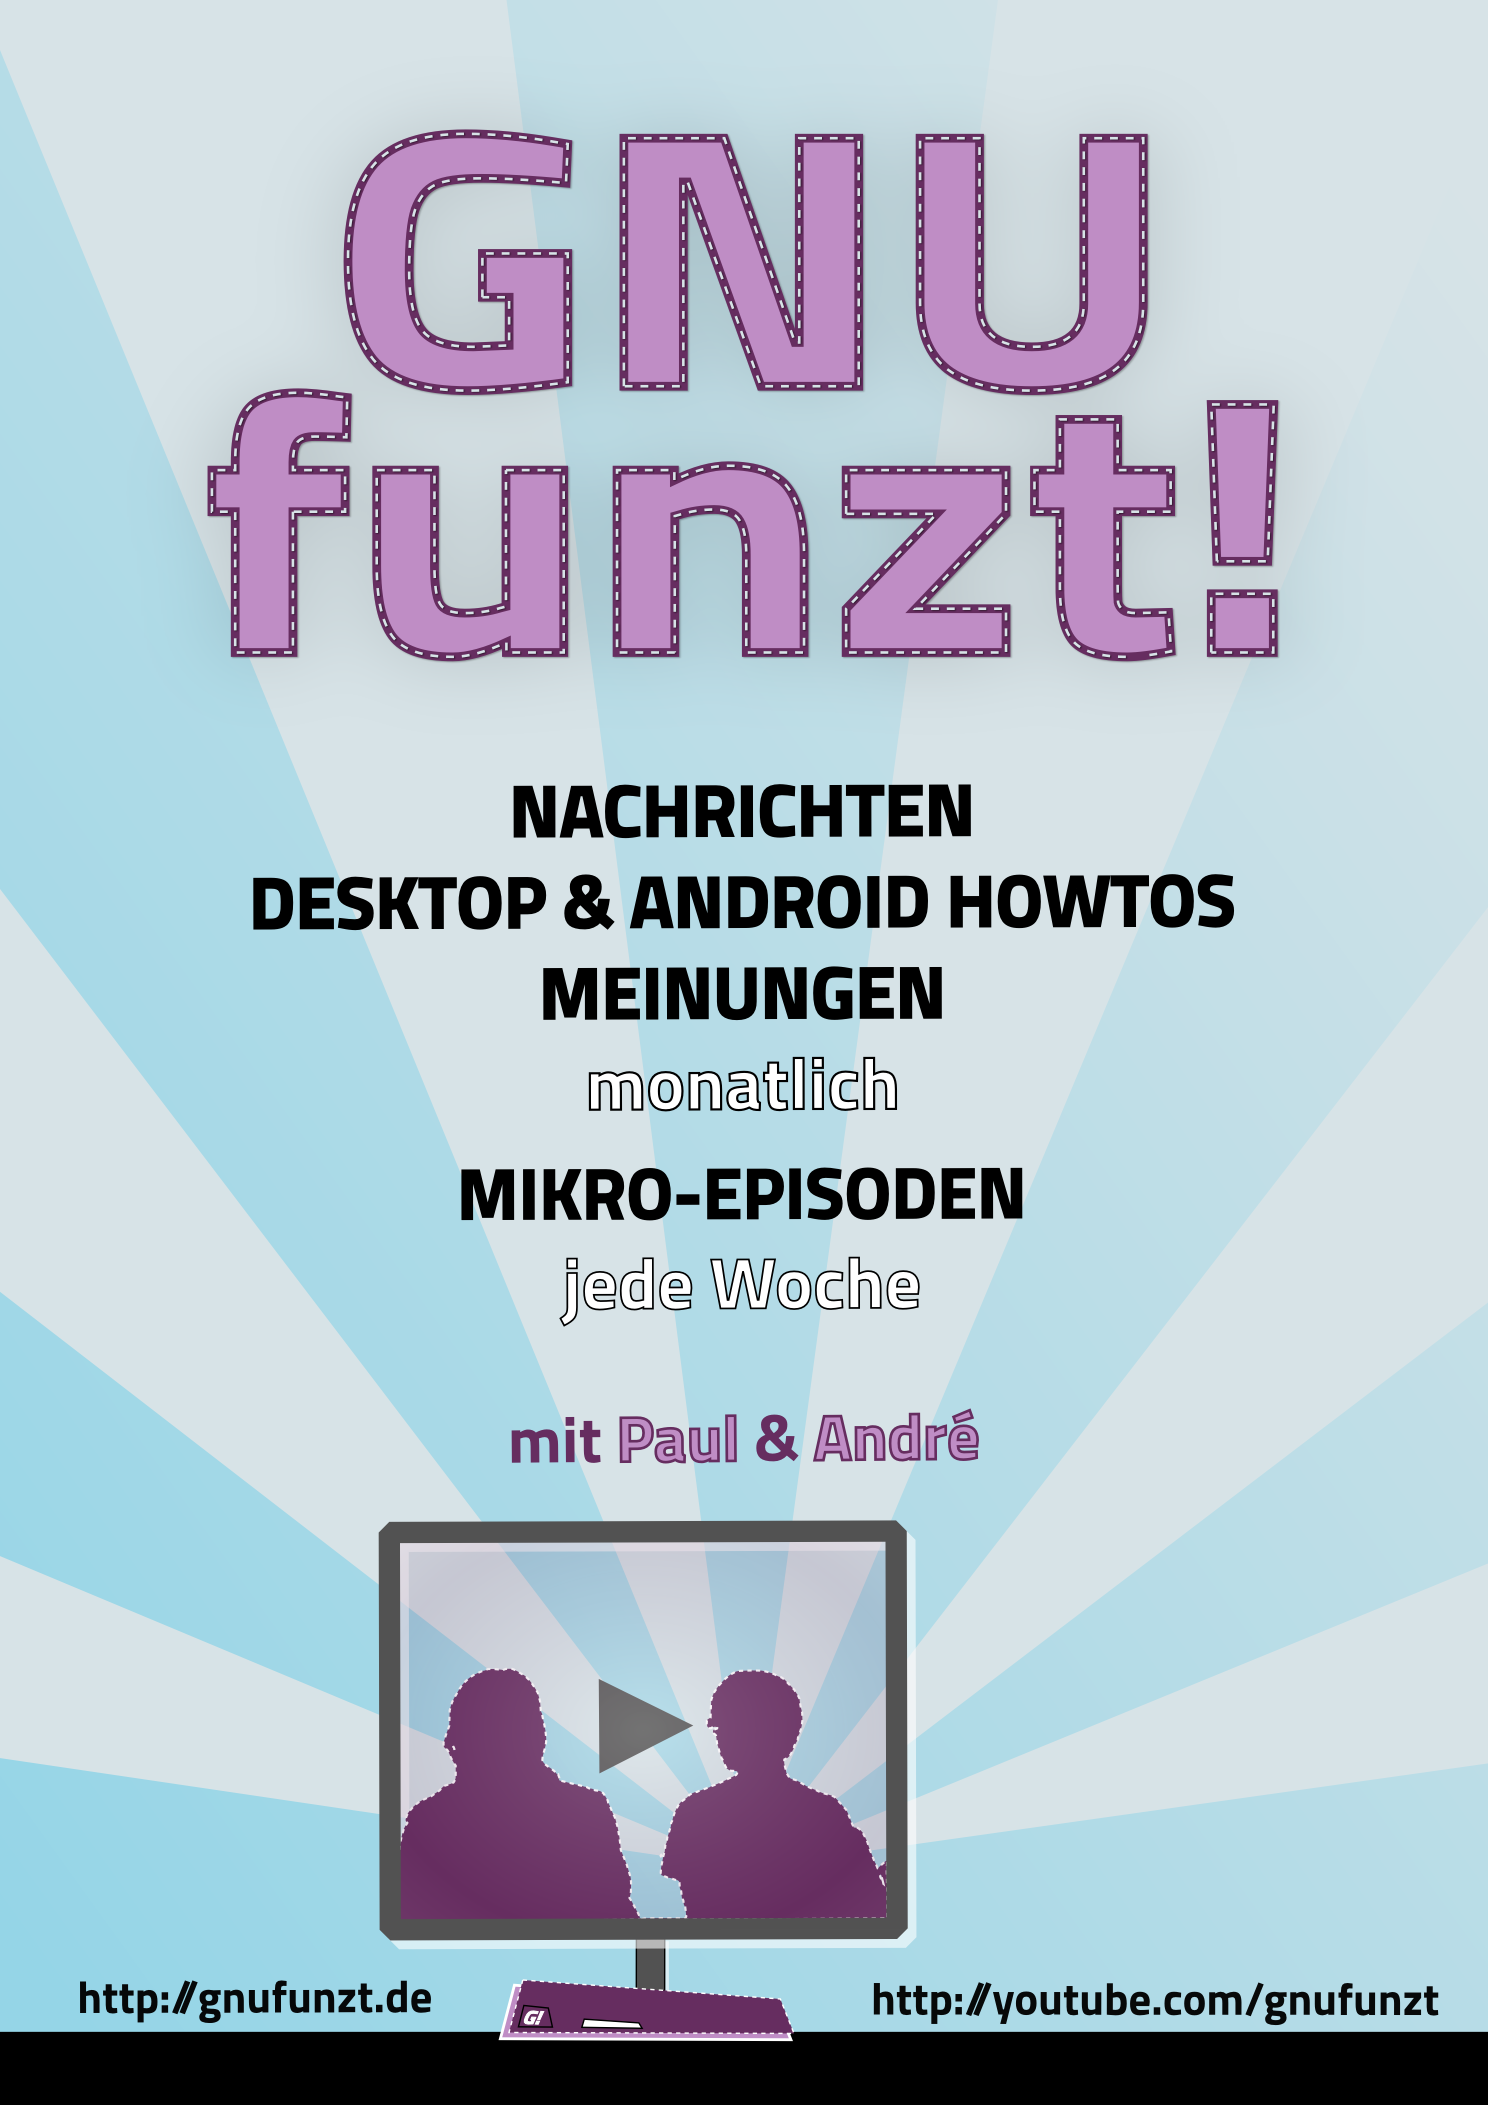 GNU
funzt!
NACHRICHTEN
DESKTOP & ANDROID HOWTOS
MEINUNGEN
monatlich
MIKRO-EPISODEN
jede Woche
mit Paul & André
G!
http://gnufunzt.de
http://youtube.com/gnufunzt